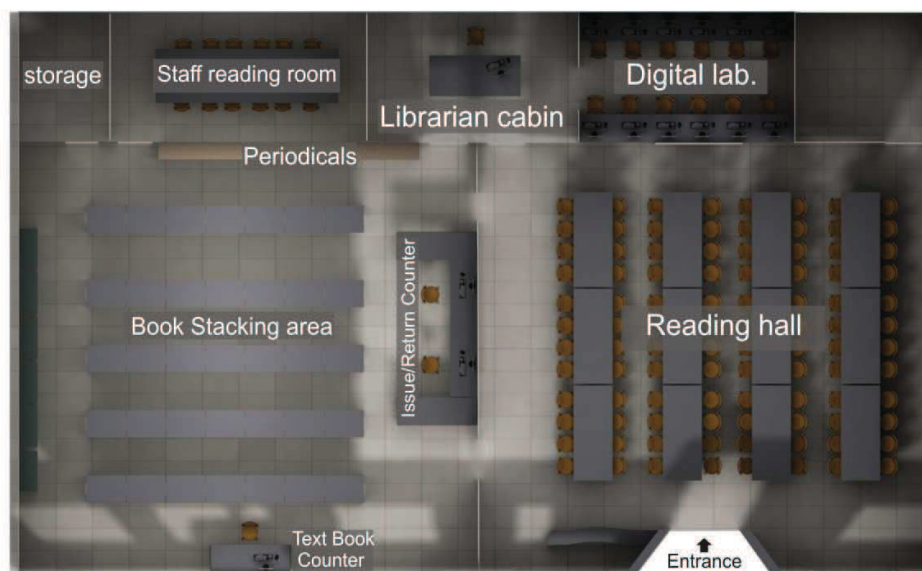 storage
Staff reading room
Librarian cabin
Digital lab.
Periodicals
Book Stacking area
Issue/Return Counter
Reading hall
Text Book
Counter
Entrance